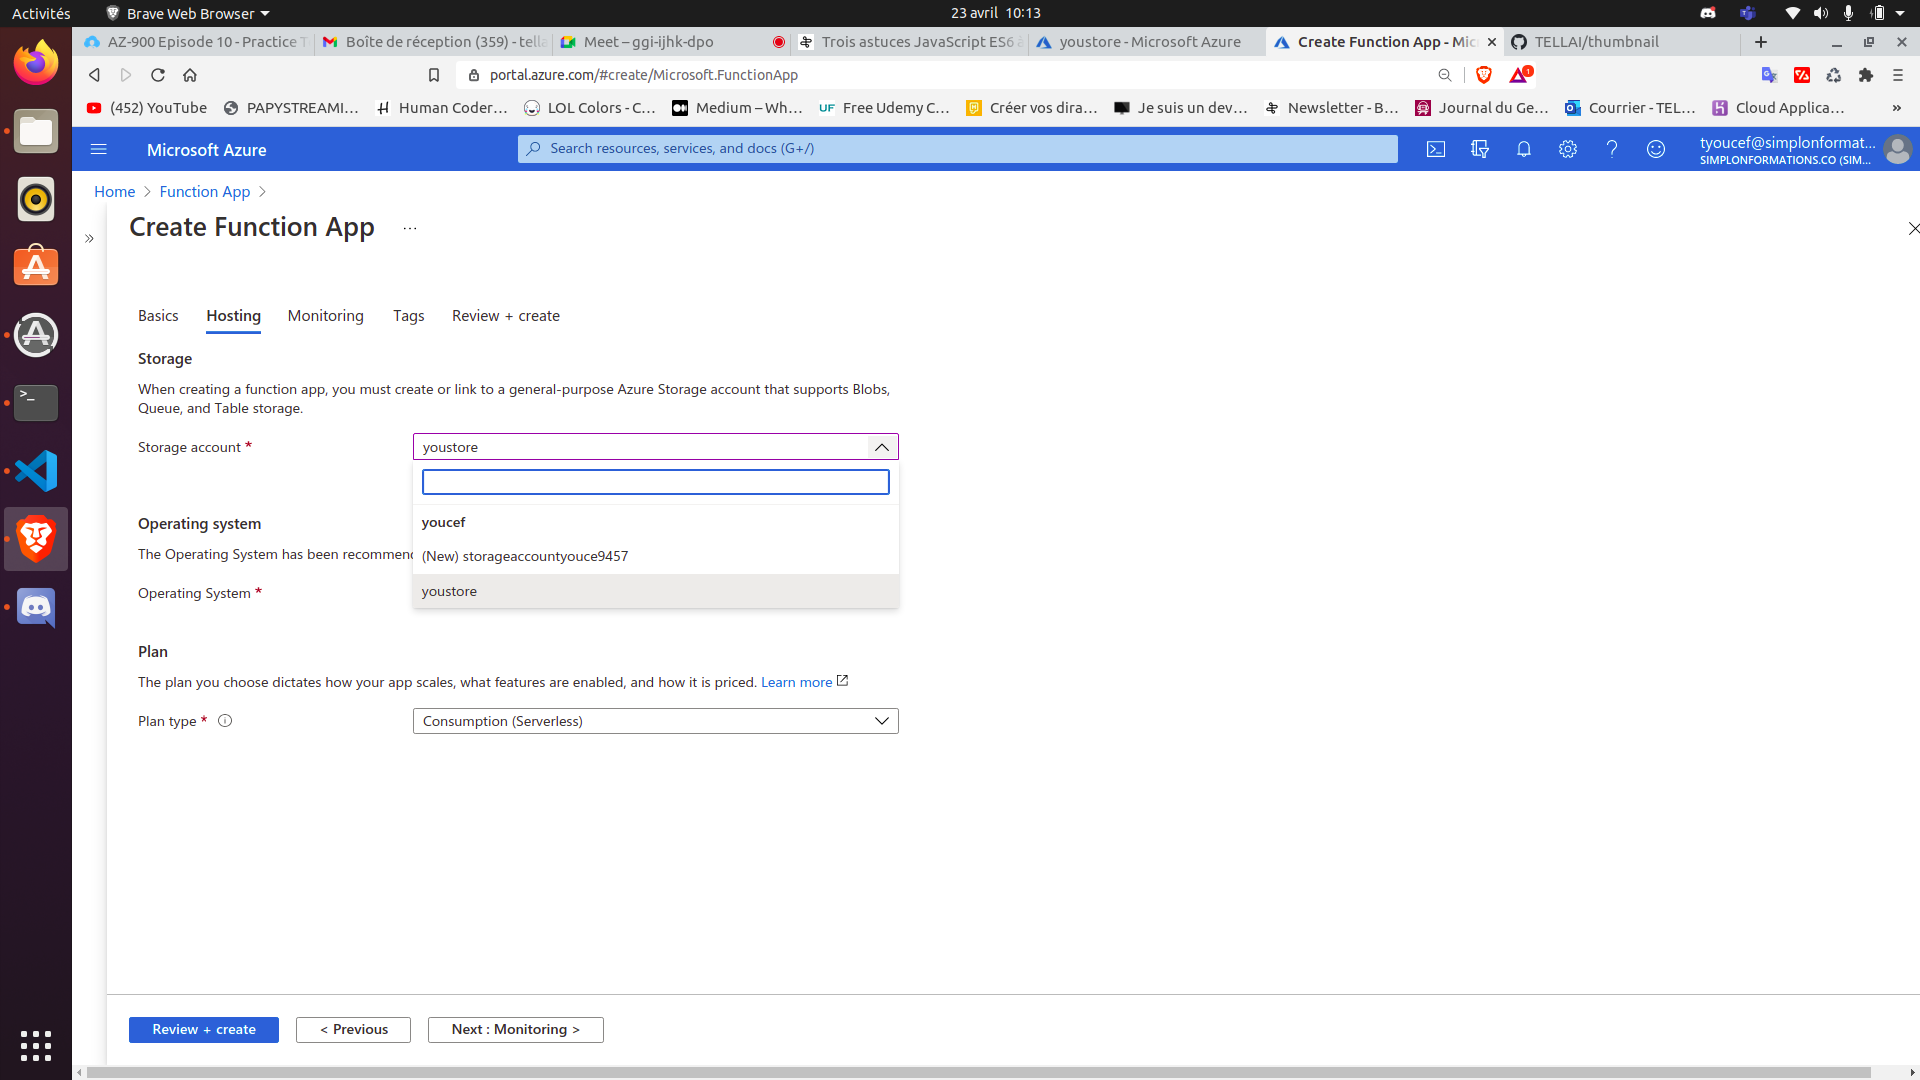 Activités
Brave Web Browser
23 avril 10:13
AZ-900 Episode 10 - Practice T
Boîte de réception (359) - tella
Meet – ggi-ijhk-dpo
Trois astuces JavaScript ES6 à
youstore - Microsoft Azure
Create Function App - Mic
TELLAI/thumbnail
portal.azure.com/#create/Microsoft.FunctionApp
1
(452) YouTube
PAPYSTREAMI...
Human Coder...
LOL Colors - C...
Medium – Wh...
UF Free Udemy C...
Créer vos dira...
Je suis un dev...
Newsletter - B...
Journal du Ge...
Courrier - TEL...
Cloud Applica...
»
Microsoft Azure
Search resources, services, and docs (G+/)
tyoucef@simplonformat...
SIMPLONFORMATIONS.CO (SIM...
Home > Function App >
Create Function App ...
Basics
Hosting
Monitoring
Tags
Review + create
Storage
When creating a function app, you must create or link to a general-purpose Azure Storage account that supports Blobs,
Queue, and Table storage.
Storage account *
youstore
youcef
(New) storageaccountyouce9457
youstore
Operating system
The Operating System has been recommend
Operating System *
Plan
The plan you choose dictates how your app scales, what features are enabled, and how it is priced. Learn more
Plan type *
Consumption (Serverless)
Review + create
< Previous
Next : Monitoring >